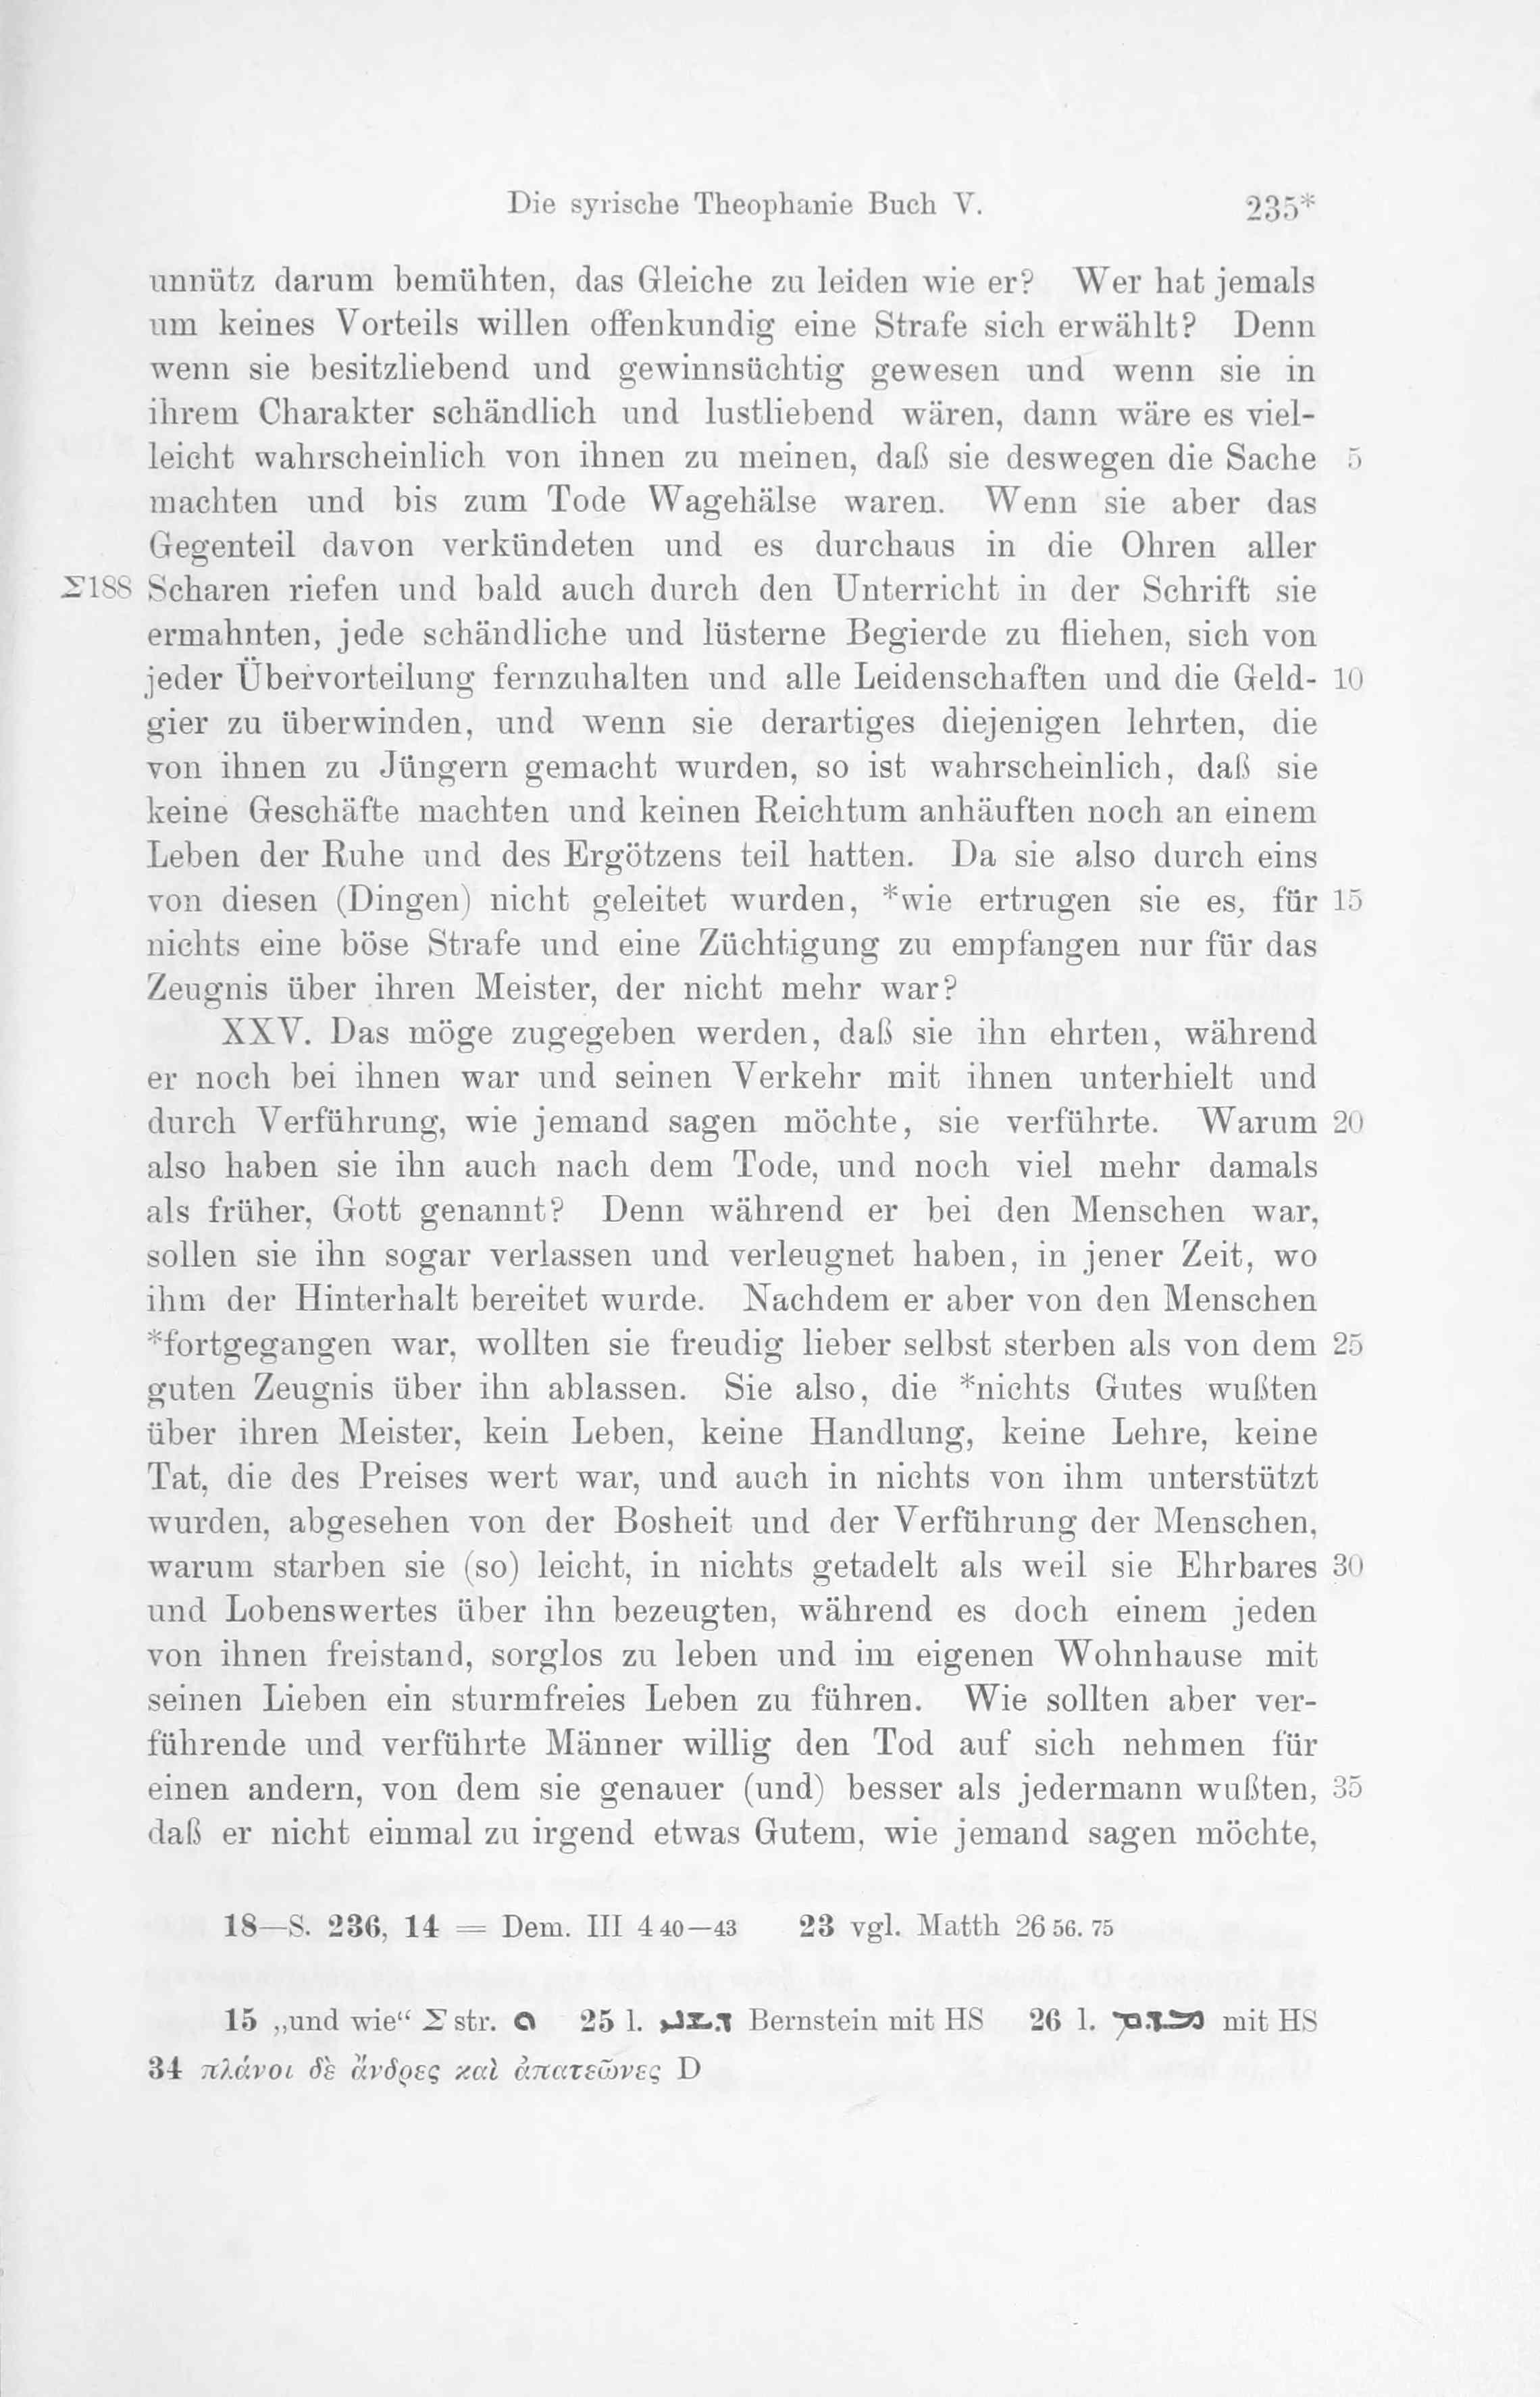 Die syrische Theophanie Buch V. 235*
unnütz darum bemühten, das Gleiche zu leiden wie er? Wer hat jemals
um keines Vorteils willen offenkundig eine Strafe sich erwählt? Denn
wenn sie besitzliebend und gewinnsüchtig gewesen und wenn sie in
ihrem Charakter schändlich und lustliebend wären, dann wäre es viel-
leicht wahrscheinlich von ihnen zu meinen, daß sie deswegen die Sache 5
machten und bis zum Tode Wagehälse waren. Wenn sie aber das
Gegenteil davon verkündeten und es durchaus in die Ohren aller
Σ188 Scharen riefen und bald auch durch den Unterricht in der Schrift sie
ermahnten, jede schändliche und lüsterne Begierde zu fliehen, sich von
jeder Übervorteilung fernzuhalten und alle Leidenschaften und die Geld- 10
gier zu überwinden, und wenn sie derartiges diejenigen lehrten, die
von ihnen zu Jüngern gemacht wurden, so ist wahrscheinlich, daß sie
keine Geschäfte machten und keinen Reichtum anhäuften noch an einem
Leben der Ruhe und des Ergötzens teil hatten. Da sie also durch eins
von diesen (Dingen) nicht geleitet wurden, *wie ertrugen sie es, für 15
nichts eine böse Strafe und eine Züchtigung zu empfangen nur für das
Zeugnis über ihren Meister, der nicht mehr war?
XXV. Das möge zugegeben werden, daß sie ihn ehrten, während
er noch bei ihnen war und seinen Verkehr mit ihnen unterhielt und
durch Verführung, wie jemand sagen möchte, sie verführte. Warum 20
also haben sie ihn auch nach dem Tode, und noch viel mehr damals
als früher, Gott genannt? Denn während er bei den Menschen war,
sollen sie ihn sogar verlassen und verleugnet haben, in jener Zeit, wo
ihm der Hinterhalt bereitet wurde. Nachdem er aber von den Menschen
*fortgegangen war, wollten sie freudig lieber selbst sterben als von dem 25
guten Zeugnis über ihn ablassen. Sie also, die *nichts Gutes wußten
über ihren Meister, kein Leben, keine Handlung, keine Lehre, keine
Tat, die des Preises wert war, und auch in nichts von ihm unterstützt
wurden, abgesehen von der Bosheit und der Verführung der Menschen,
warum starben sie (so) leicht, in nichts getadelt als weil sie Ehrbares 30
und Lobenswertes über ihn bezeugten, während es doch einem jeden
von ihnen freistand, sorglos zu leben und im eigenen Wohnhause mit
seinen Lieben ein sturmfreies Leben zu führen. Wie sollten aber ver-
führende und verführte Männer willig den Tod auf sich nehmen für
einen andern, von dem sie genauer (und) besser als jedermann wußten, 35
daß er nicht einmal zu irgend etwas Gutem, wie jemand sagen möchte,
18—S. 236, 14 = Dem. III 4 40—43 23 vgl. Matth 26 56. 75
15 „und wie“ Σ str. ܘ 25 l. Bernstein mit HS 26 l. ܡܕܡ mit HS
34 πλάνοι δὲ ἄνδρες καὶ ἀπατεῶνες D